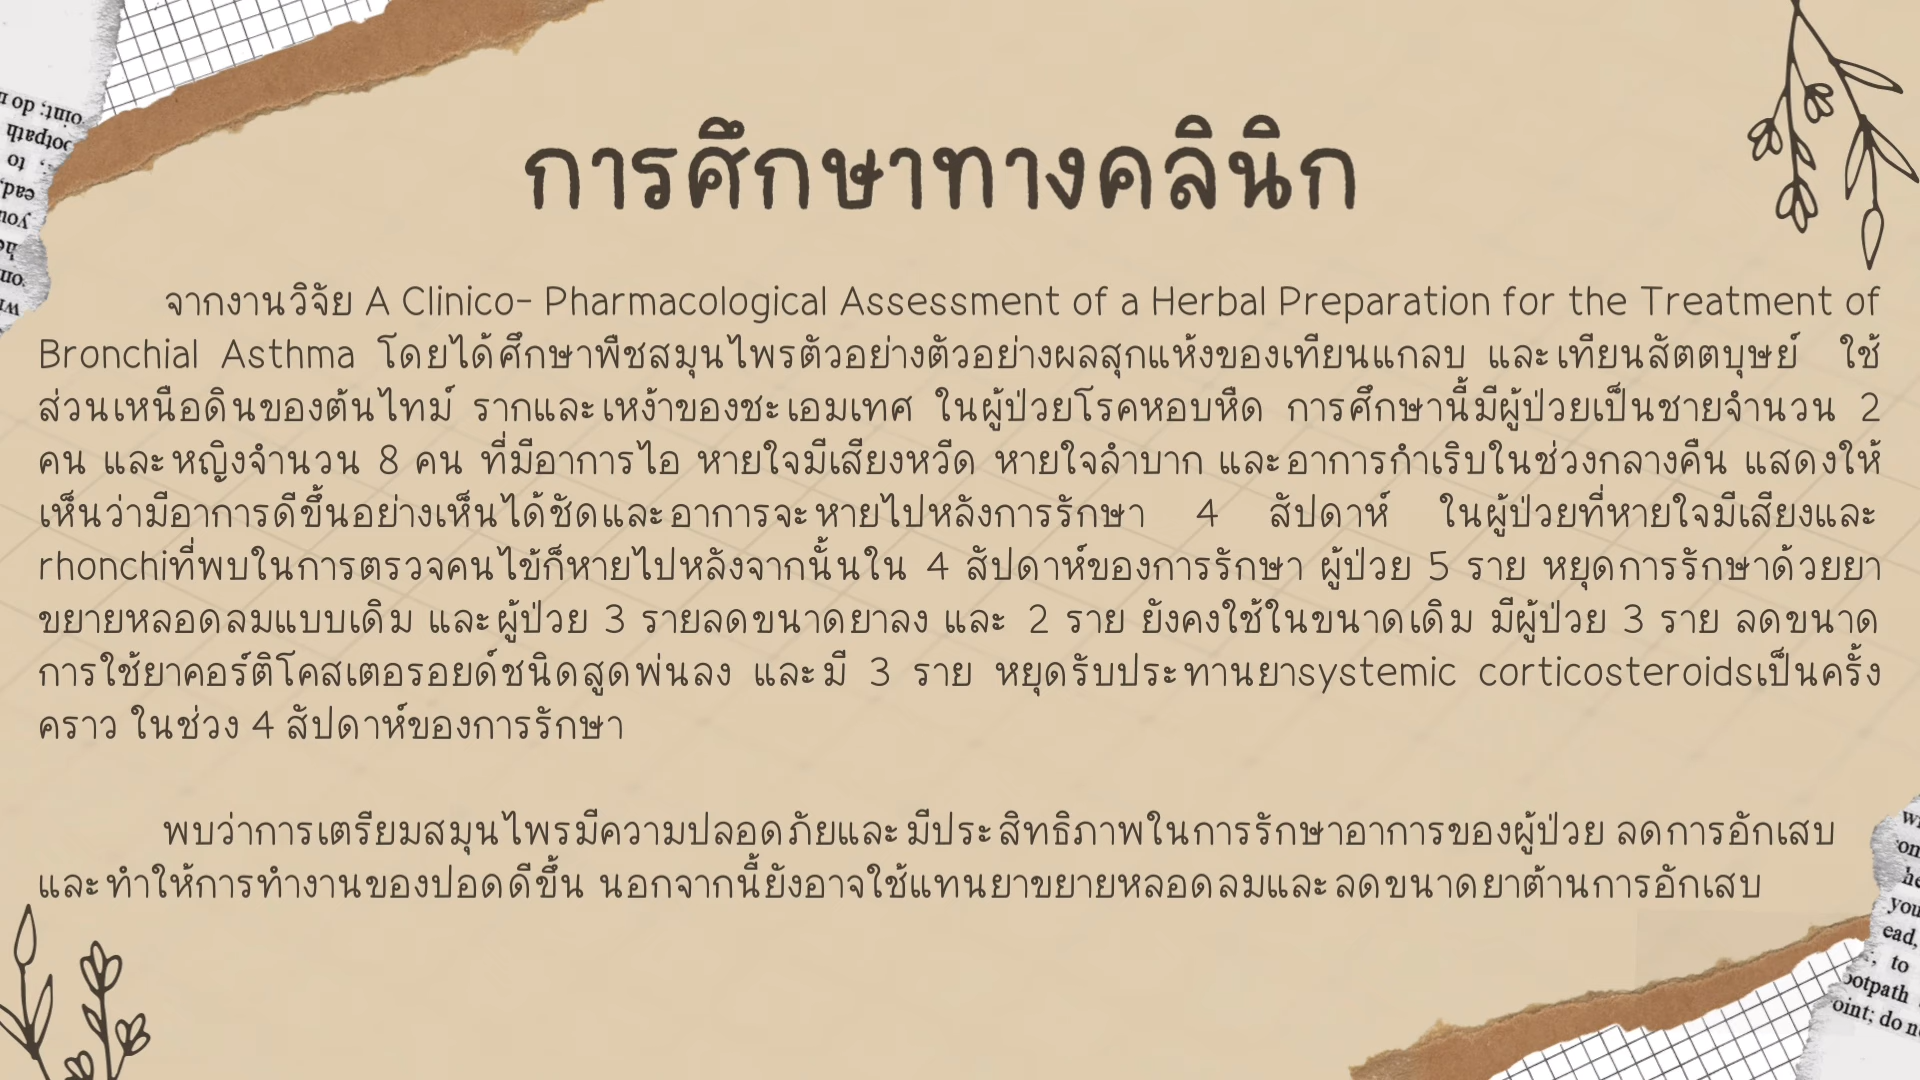 การศึกษาทางคลินิก
จากงานวิจัย A Clinico- Pharmacological Assessment of a Herbal Preparation for the Treatment of
Bronchial Asthma โดยได้ศึกษาพืชสมุนไพรตัวอย่างตัวอย่างผลสุกแห้งของเทียนแกลบ และเทียนสัตตบุษย์ ใช้
ส่วนเหนือดินของต้นไทม์ รากและเหง้าของชะเอมเทศ ในผู้ป่วยโรคหอบหืด การศึกษานี้มีผู้ป่วยเป็นชายจำนวน 2
คน และหญิงจำนวน 8 คน ที่มีอาการไอ หายใจมีเสียงหวีด หายใจลำบาก และอาการกำเริบในช่วงกลางคืน แสดงให้
เห็นว่ามีอาการดีขึ้นอย่างเห็นได้ชัดและอาการจะหายไปหลังการรักษา 4 สัปดาห์ ในผู้ป่วยที่หายใจมีเสียงและ
rhonchiที่พบในการตรวจคนไข้ก็หายไปหลังจากนั้นใน 4 สัปดาห์ของการรักษา ผู้ป่วย 5 ราย หยุดการรักษาด้วยยา
ขยายหลอดลมแบบเดิม และผู้ป่วย 3 รายลดขนาดยาลง และ 2 ราย ยังคงใช้ในขนาดเดิม มีผู้ป่วย 3 ราย ลดขนาด
การใช้ยาคอร์ติโคสเตอรอยด์ชนิดสูดพ่นลง และมี 3 ราย หยุดรับประทานยาsystemic corticosteroidsเป็นครั้ง
คราว ในช่วง 4 สัปดาห์ของการรักษา
พบว่าการเตรียมสมุนไพรมีความปลอดภัยและมีประสิทธิภาพในการรักษาอาการของผู้ป่วย ลดการอักเสบ
และทำให้การทำงานของปอดดีขึ้น นอกจากนี้ยังอาจใช้แทนยาขยายหลอดลมและลดขนาดยาต้านการอักเสบ